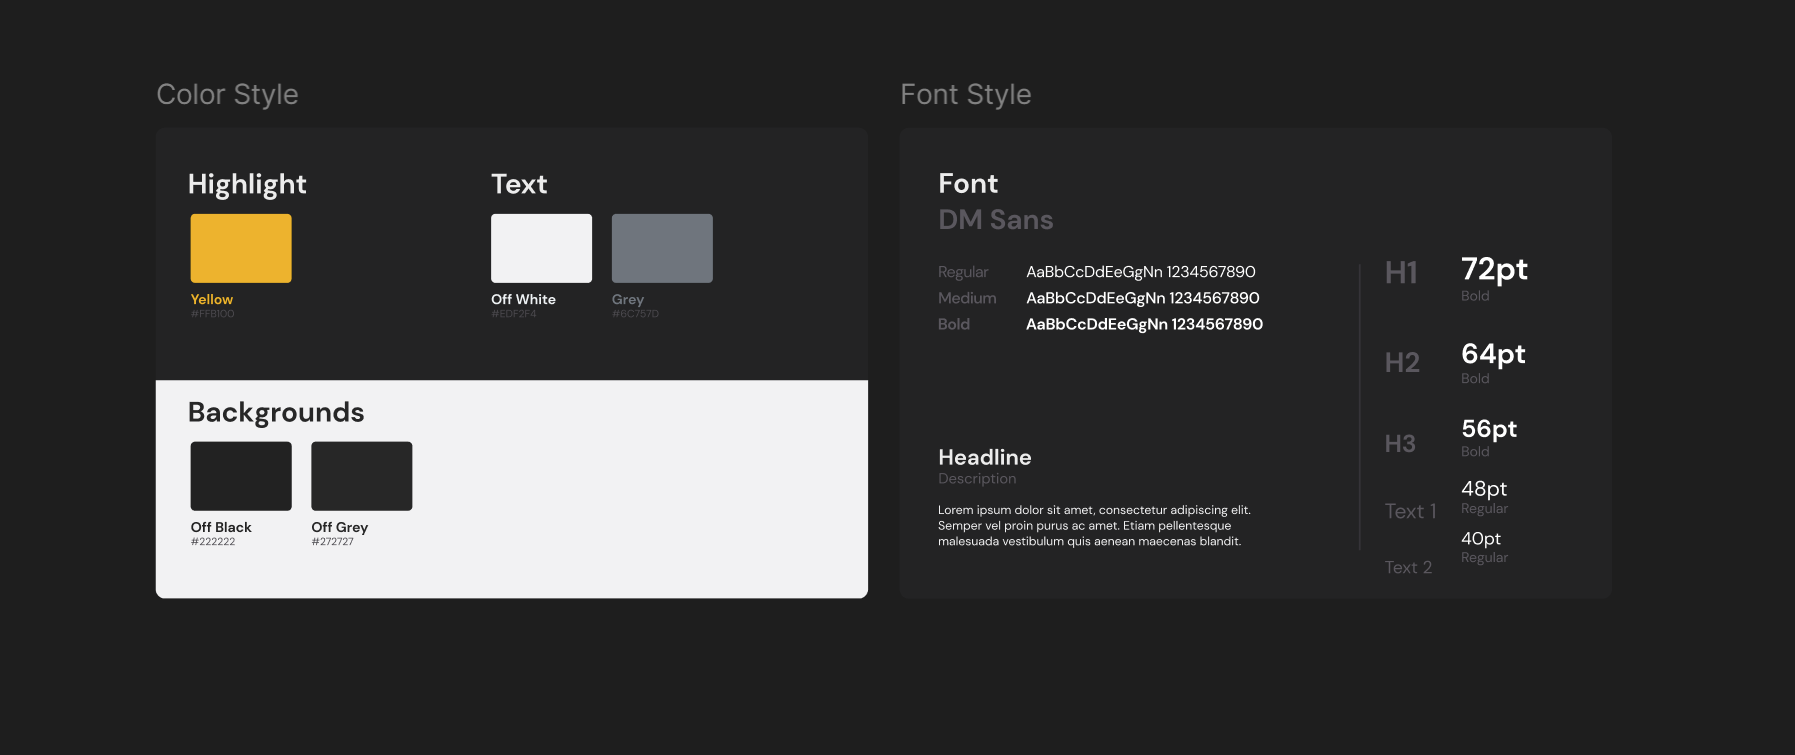 Color Style
Highlight
Yellow
#FFB100
Text
Off White
#EDF2F4
Grey
#6C757D
Backgrounds
Off Black
#222222
Off Grey
#272727
Font Style
Font
DM Sans
Regular AaBbCcDdEeGgNn 1234567890
Medium AaBbCcDdEeGgNn 1234567890
Bold AaBbCcDdEeGgNn 1234567890
Headline
Description
Lorem ipsum dolor sit amet, consectetur adipiscing elit.
Semper vel proin purus ac amet. Etiam pellentesque
malesuada vestibulum quis aenean maecenas blandit.
H1 72pt
Bold
H2 64pt
Bold
H3 56pt
Bold
Text 1 48pt
Regular
Text 2 40pt
Regular